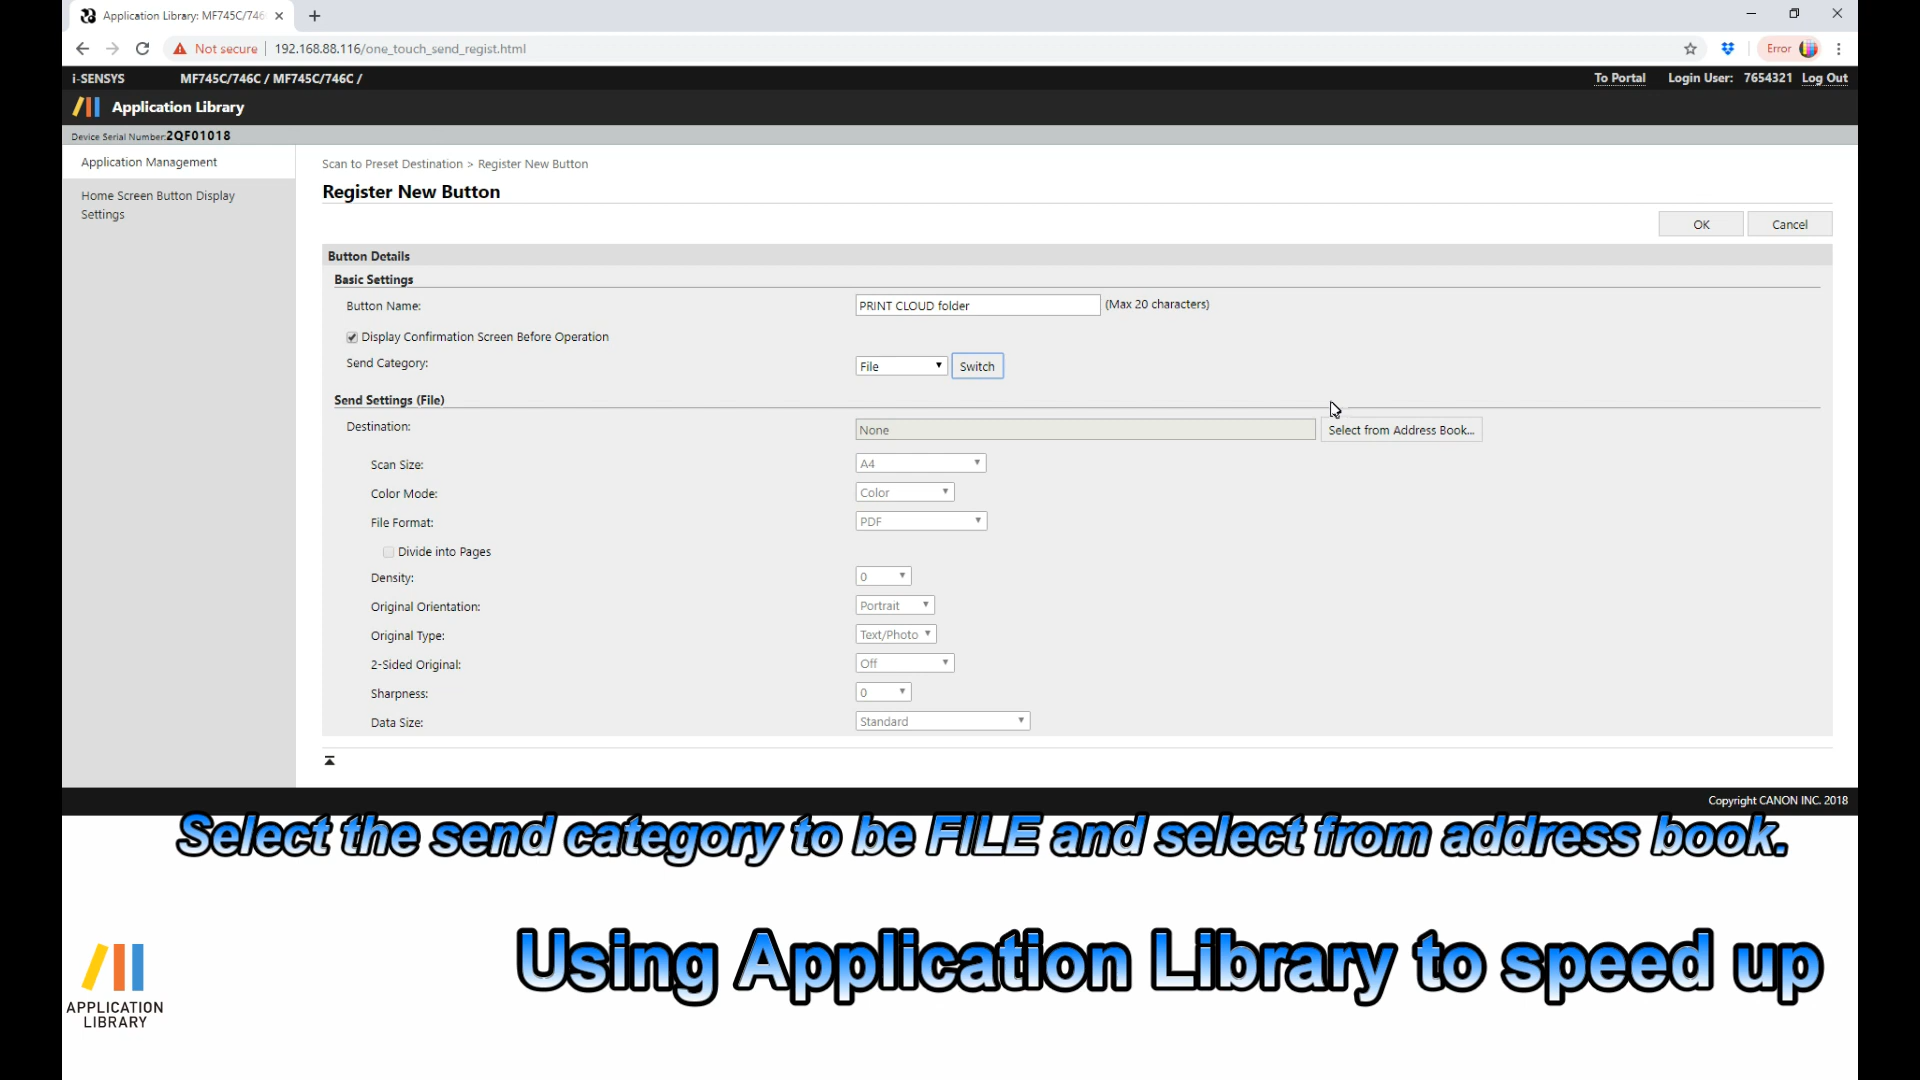 Application Library: MF745C/746
Not secure
192.168.88.116/one_touch_send_regist.html
Error
i-SENSYS
MF745C/746C / MF745C/746C /
To Portal
Login User: 7654321
Log Out
Application Library
Device Serial Number:2QF01018
Application Management
Home Screen Button Display
Settings
Scan to Preset Destination > Register New Button
Register New Button
OK
Cancel
Button Details
Basic Settings
Button Name:
PRINT CLOUD folder
(Max 20 characters)
Display Confirmation Screen Before Operation
Send Category:
File
Switch
Send Settings (File)
Destination:
None
Select from Address Book...
Scan Size:
A4
Color Mode:
Color
File Format:
PDF
Divide into Pages
Density:
0
Original Orientation:
Portrait
Original Type:
Text/Photo
2-Sided Original:
Off
Sharpness:
0
Data Size:
Standard
Copyright CANON INC. 2018
Select the send category to be FILE and select from address book.
Using Application Library to speed up
APPLICATION
LIBRARY